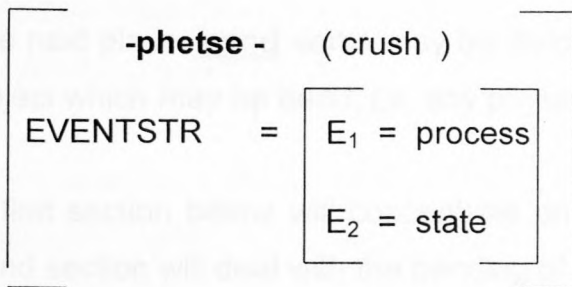 -phetse - ( crush )
EVENTSTR = E₁ = process
E₂ = state